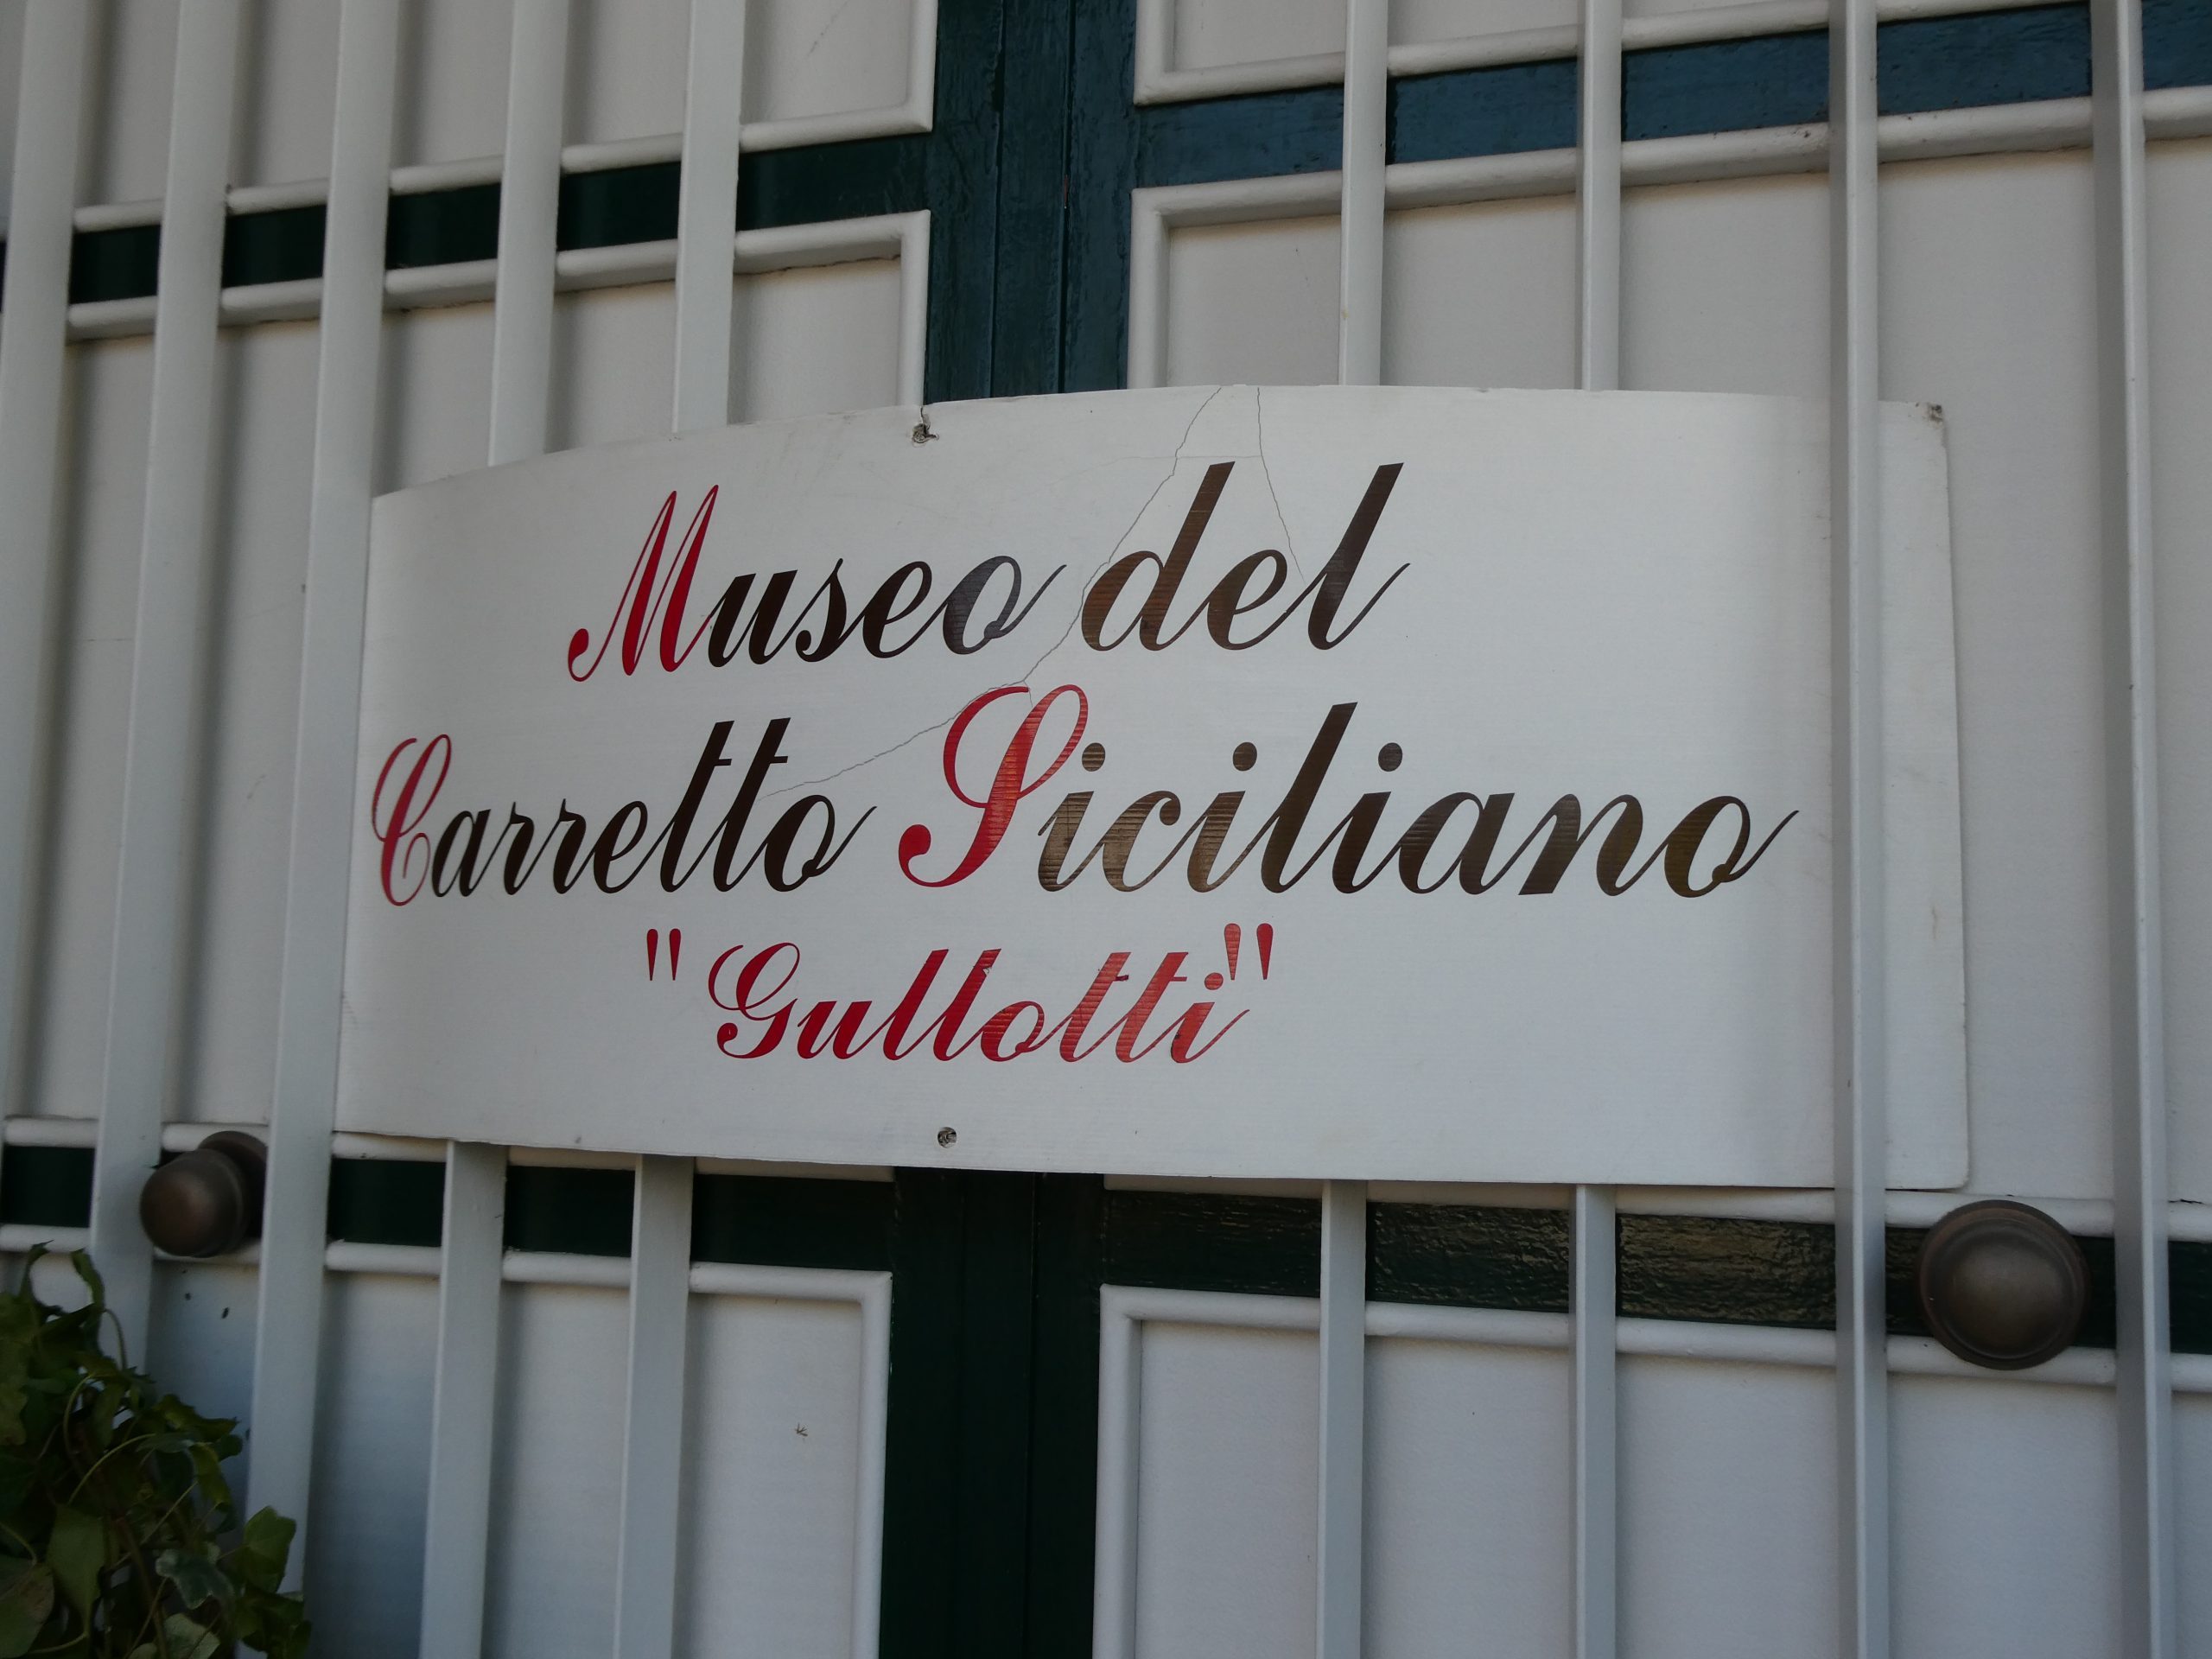 Museo del
Carretto Siciliano
"Gullotti"